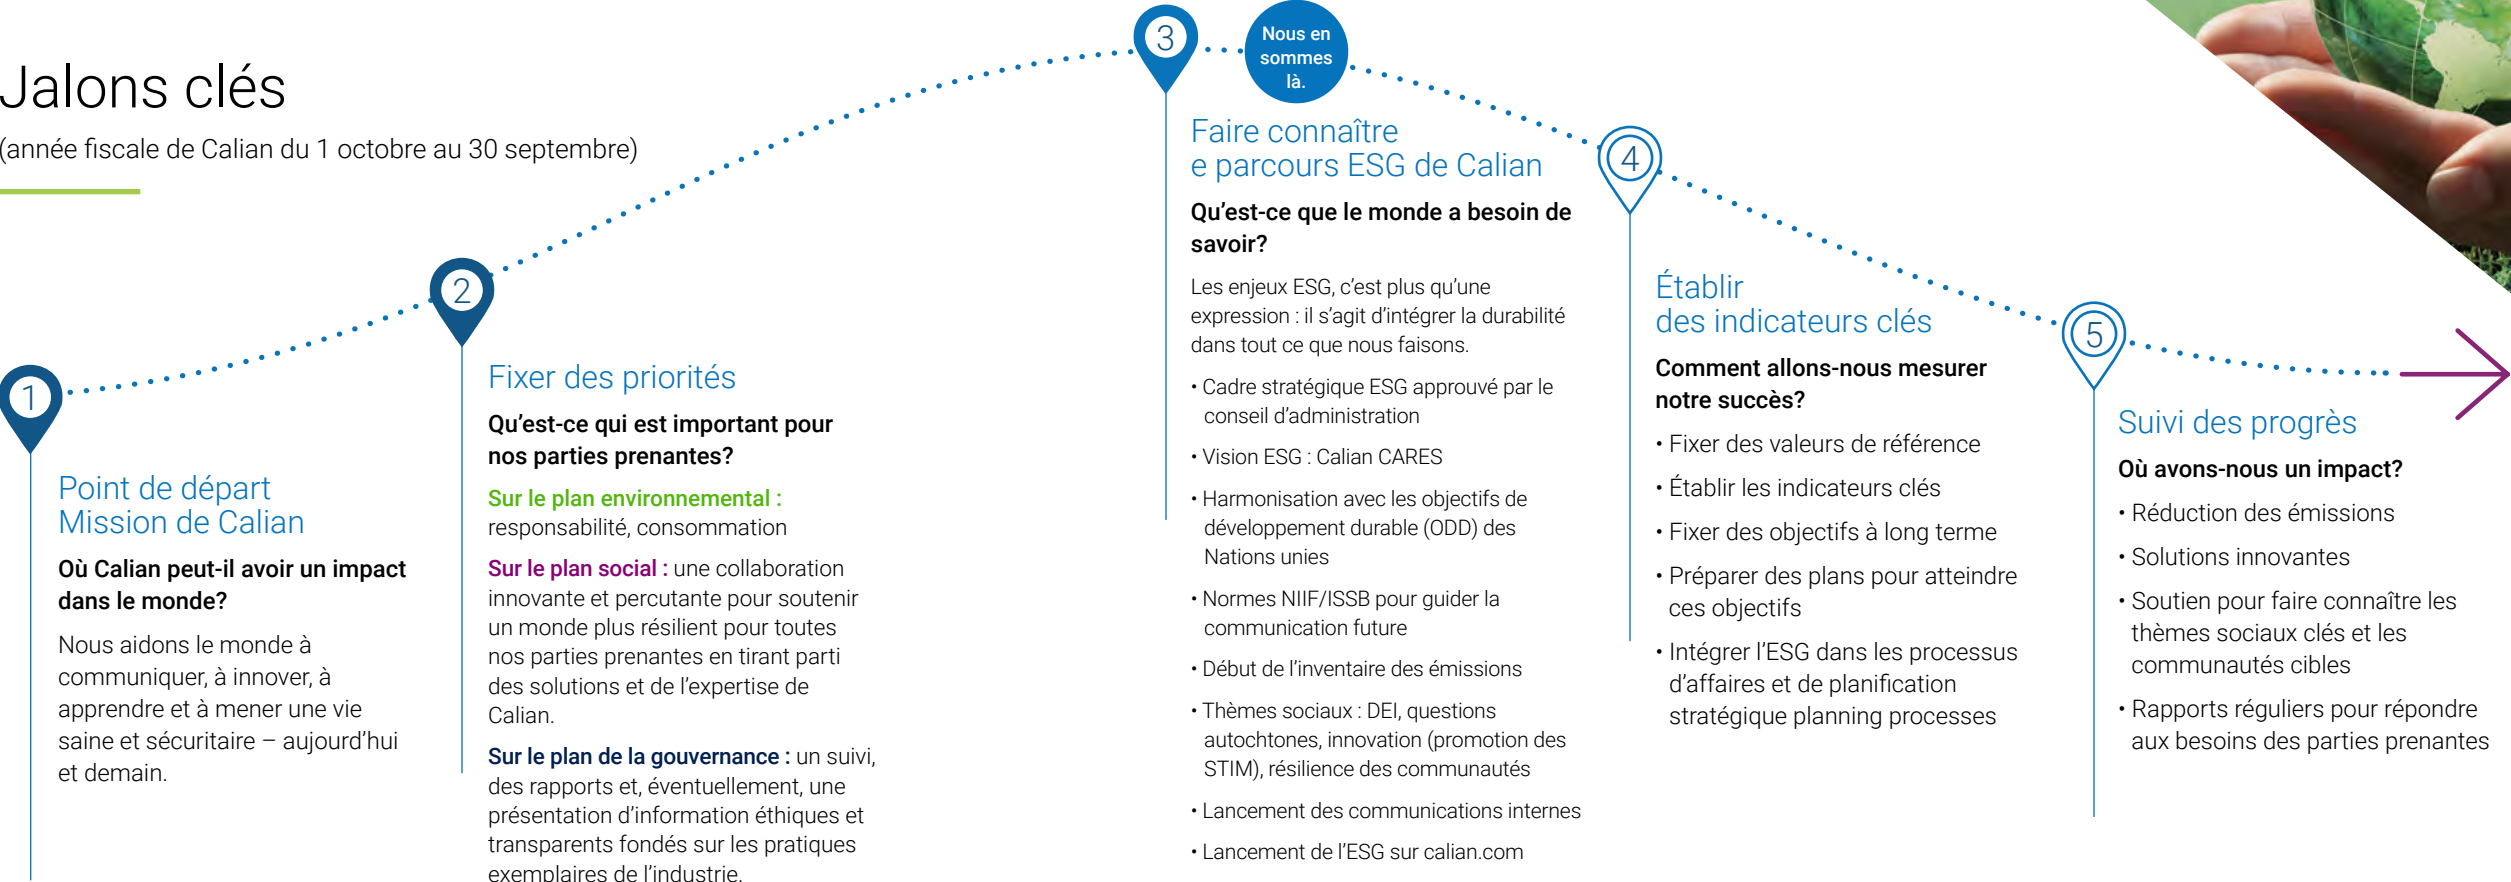 Jalons clés
(année fiscale de Calian du 1 octobre au 30 septembre)
1
Point de départ
Mission de Calian
Où Calian peut-il avoir un impact
dans le monde?
Nous aidons le monde à
communiquer, à innover, à
apprendre et à mener une vie
saine et sécuritaire – aujourd’hui
et demain.
2
Fixer des priorités
Qu’est-ce qui est important pour
nos parties prenantes?
Sur le plan environnemental :
responsabilité, consommation
Sur le plan social : une collaboration
innovante et percutante pour soutenir
un monde plus résilient pour toutes
nos parties prenantes en tirant parti
des solutions et de l’expertise de
Calian.
Sur le plan de la gouvernance : un suivi,
des rapports et, éventuellement, une
présentation d’information éthiques et
transparents fondés sur les pratiques
exemplaires de l’industrie.
3
Nous en
sommes
là.
Faire connaître
e parcours ESG de Calian
Qu’est-ce que le monde a besoin de
savoir?
Les enjeux ESG, c’est plus qu’une
expression : il s’agit d’intégrer la durabilité
dans tout ce que nous faisons.
• Cadre stratégique ESG approuvé par le
conseil d’administration
• Vision ESG : Calian CARES
• Harmonisation avec les objectifs de
développement durable (ODD) des
Nations unies
• Normes NIIF/ISSB pour guider la
communication future
• Début de l’inventaire des émissions
• Thèmes sociaux : DEI, questions
autochtones, innovation (promotion des
STIM), résilience des communautés
• Lancement des communications internes
• Lancement de l’ESG sur calian.com
4
Établir
des indicateurs clés
Comment allons-nous mesurer
notre succès?
• Fixer des valeurs de référence
• Établir les indicateurs clés
• Fixer des objectifs à long terme
• Préparer des plans pour atteindre
ces objectifs
• Intégrer l’ESG dans les processus
d’affaires et de planification
stratégique planning processes
5
Suivi des progrès
Où avons-nous un impact?
• Réduction des émissions
• Solutions innovantes
• Soutien pour faire connaître les
thèmes sociaux clés et les
communautés cibles
• Rapports réguliers pour répondre
aux besoins des parties prenantes